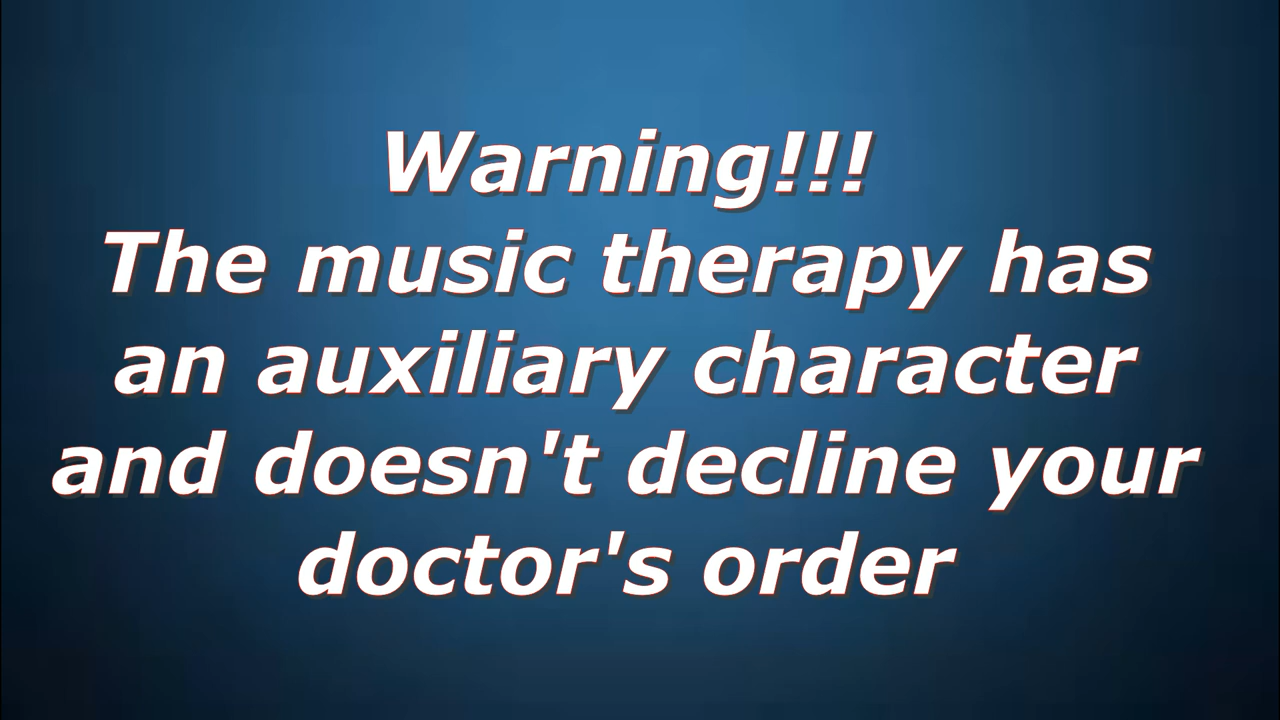 Warning!!!
The music therapy has
an auxiliary character
and doesn't decline your
doctor's order